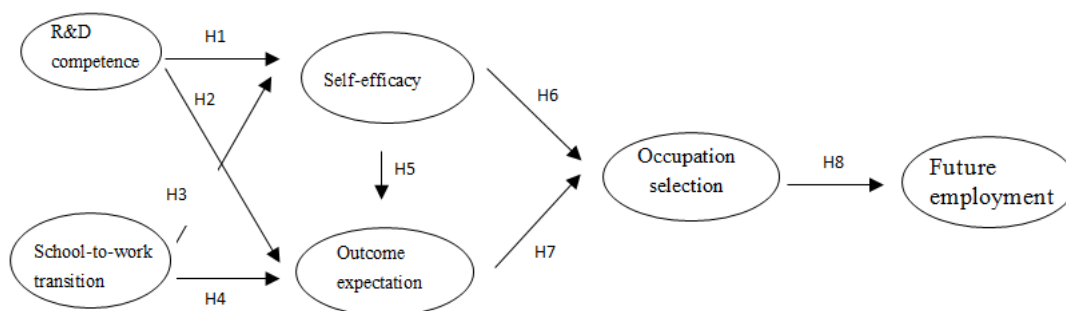 R&D
competence
H1
Self-efficacy
H2
H6
H5
H3
Occupation
selection
H8
Future
employment
School-to-work
transition
H4
Outcome
expectation
H7